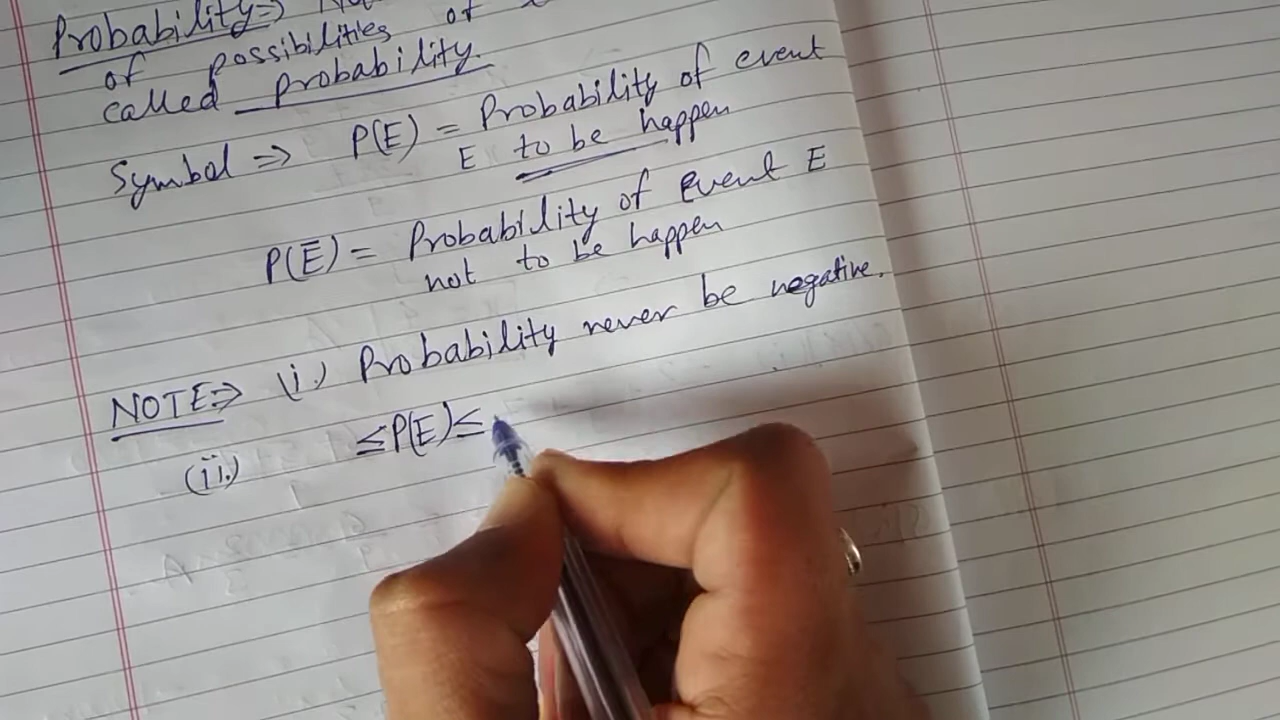 Probability⇒
of possibilities of
called probability.
Symbol ⇒ P(E) = Probability of event
E to be happen
P(Ē) = Probability of Event E
not to be happen
NOTE⇒ (i.) Probability never be negative.
(ii.) ≤P(E)≤